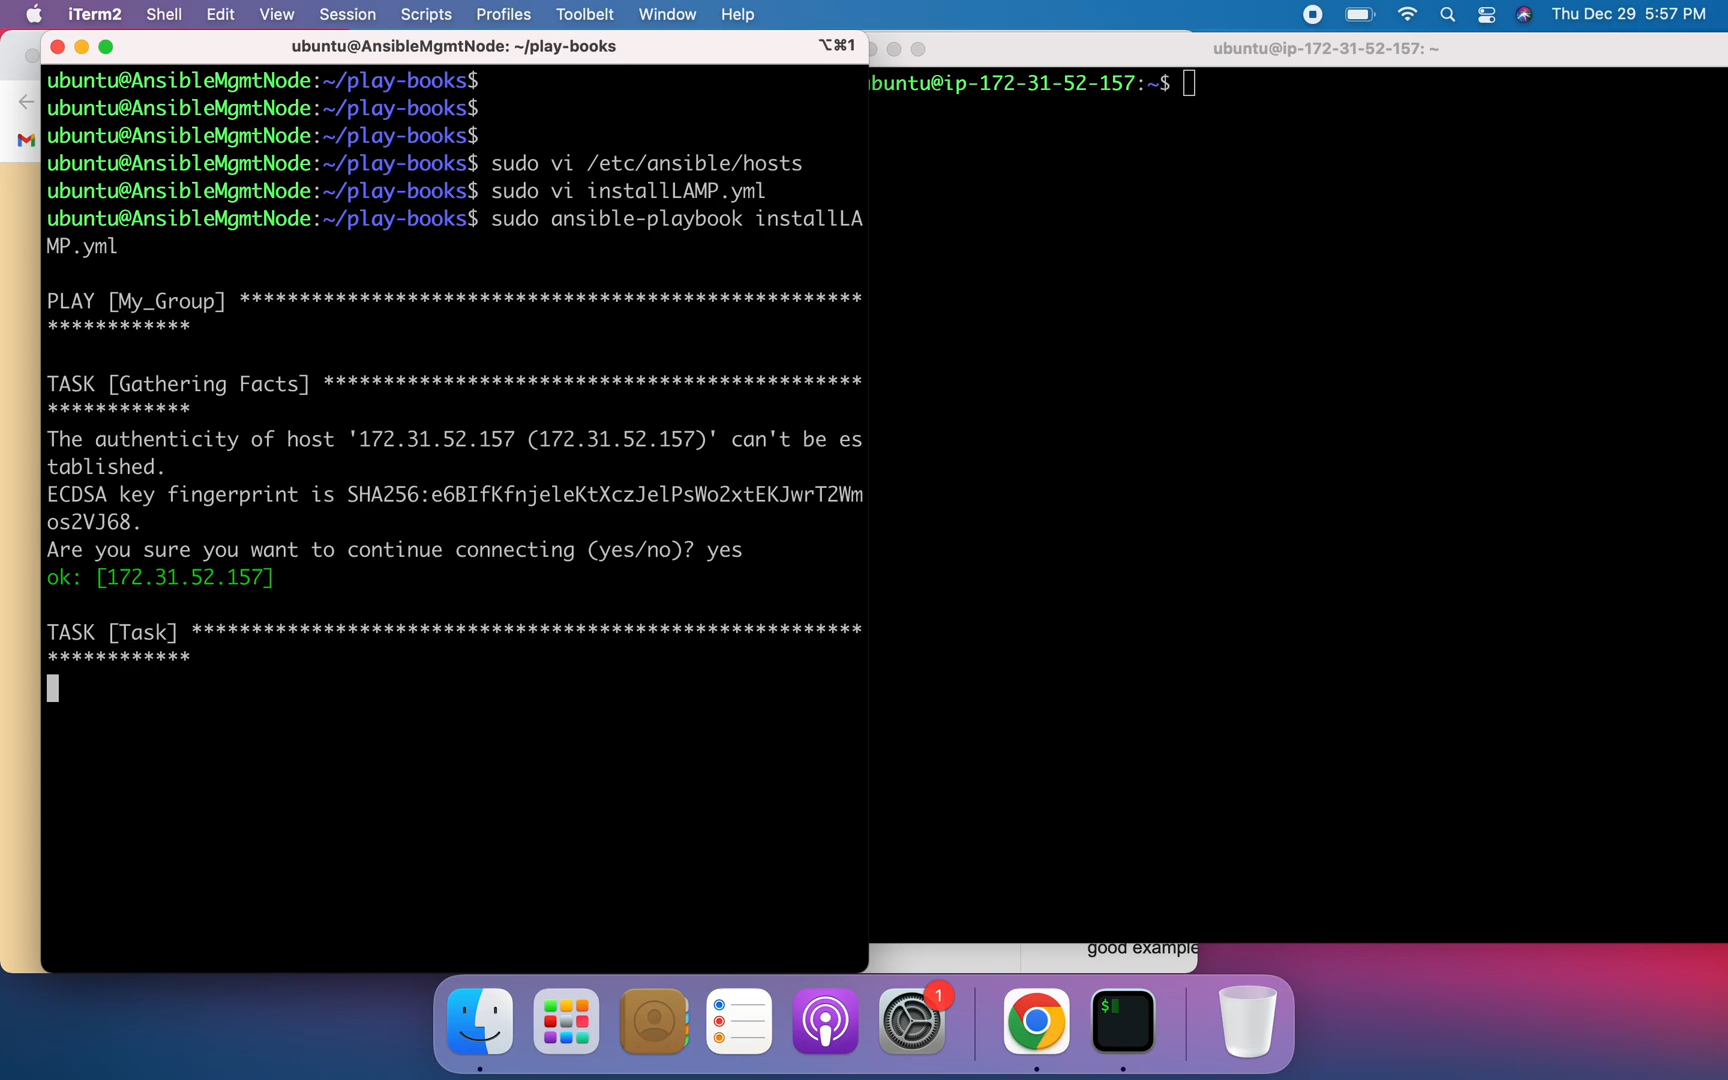 iTerm2 Shell Edit View Session Scripts Profiles Toolbelt Window Help Thu Dec 29 5:57 PM
ubuntu@AnsibleMgmtNode: ~/play-books ⌥⌘1
ubuntu@AnsibleMgmtNode:~/play-books$
ubuntu@AnsibleMgmtNode:~/play-books$
ubuntu@AnsibleMgmtNode:~/play-books$
ubuntu@AnsibleMgmtNode:~/play-books$ sudo vi /etc/ansible/hosts
ubuntu@AnsibleMgmtNode:~/play-books$ sudo vi installLAMP.yml
ubuntu@AnsibleMgmtNode:~/play-books$ sudo ansible-playbook installLA
MP.yml
PLAY [My_Group] ****************************************************
************
TASK [Gathering Facts] *********************************************
************
The authenticity of host '172.31.52.157 (172.31.52.157)' can't be es
tablished.
ECDSA key fingerprint is SHA256:e6BIfKfnjeleKtXczJelPsWo2xtEKJwrT2Wm
os2VJ68.
Are you sure you want to continue connecting (yes/no)? yes
ok: [172.31.52.157]
TASK [Task] ********************************************************
************
ubuntu@ip-172-31-52-157: ~
buntu@ip-172-31-52-157:~$
good example
1
$